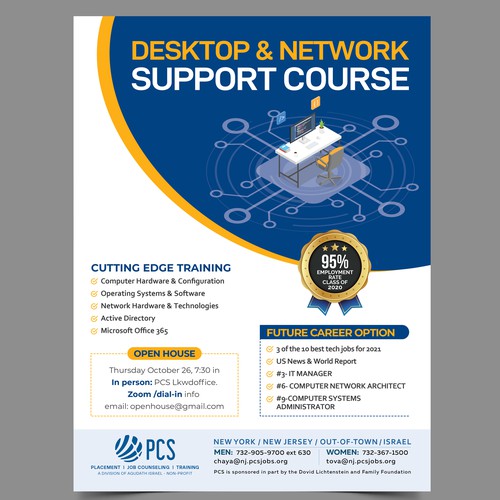 DESKTOP & NETWORK
SUPPORT COURSE
95%
EMPLOYMENT
RATE
CLASS OF
2020
CUTTING EDGE TRAINING
Computer Hardware & Configuration
Operating Systems & Software
Network Hardware & Technologies
Active Directory
Microsoft Office 365
OPEN HOUSE
Thursday October 26, 7:30 in
In person: PCS Lkwdoffice.
Zoom /dial-in info
email: openhouse@gmail.com
FUTURE CAREER OPTION
3 of the 10 best tech jobs for 2021
US News & World Report
#3- IT MANAGER
#6- COMPUTER NETWORK ARCHITECT
#9-COMPUTER SYSTEMS
ADMINISTRATOR
PCS
PLACEMENT | JOB COUNSELING | TRAINING
A DIVISION OF AGUDATH ISRAEL - NON-PROFIT
NEW YORK / NEW JERSEY / OUT-OF-TOWN / ISRAEL
MEN: 732-905-9700 ext 630
chaya@nj.pcsjobs.org
WOMEN: 732-367-1500
tova@nj.pcsjobs.org
PCS is sponsored in part by the Dovid Lichtenstein and Family Foundation